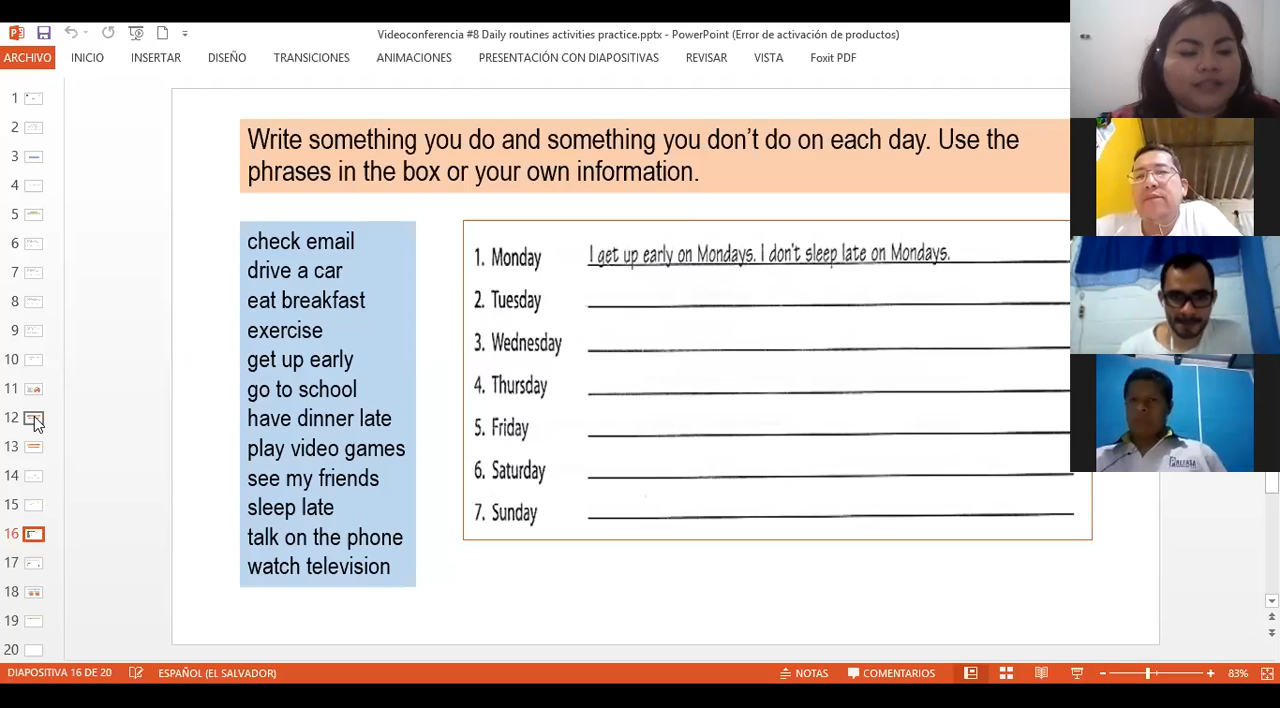 Videoconferencia #8 Daily routines activities practice.pptx - PowerPoint (Error de activación de productos)
ARCHIVO INICIO INSERTAR DISEÑO TRANSICIONES ANIMACIONES PRESENTACIÓN CON DIAPOSITIVAS REVISAR VISTA Foxit PDF
1
2
3
4
5
6
7
8
9
10
11
12
13
14
15
16
17
18
19
20
Write something you do and something you don't do on each day. Use the
phrases in the box or your own information.
check email
drive a car
eat breakfast
exercise
get up early
go to school
have dinner late
play video games
see my friends
sleep late
talk on the phone
watch television
1. Monday I get up early on Mondays. I don't sleep late on Mondays.
2. Tuesday
3. Wednesday
4. Thursday
5. Friday
6. Saturday
7. Sunday
DIAPOSITIVA 16 DE 20 ESPAÑOL (EL SALVADOR) NOTAS COMENTARIOS 83%